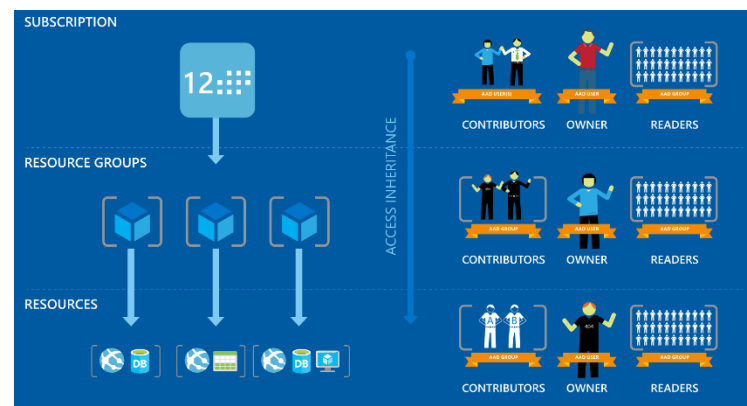 SUBSCRIPTION
12:
AAD USER(S)
AAD USER
AAD GROUP
CONTRIBUTORS
OWNER
READERS
ACCESS INHERITANCE
RESOURCE GROUPS
AAD GROUP
AAD USER
AAD GROUP
CONTRIBUTORS
OWNER
READERS
RESOURCES
DB
DB
A B
404
AAD GROUP
AAD USER
AAD GROUP
CONTRIBUTORS
OWNER
READERS